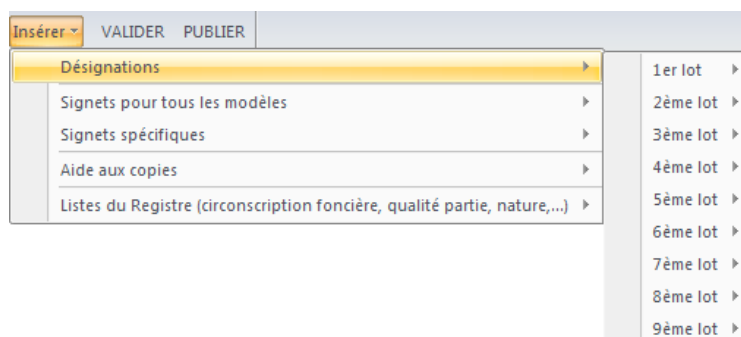 Insérer VALIDER PUBLIER
Désignations
Signets pour tous les modèles
Signets spécifiques
Aide aux copies
Listes du Registre (circonscription foncière, qualité partie, nature,...)
1er lot
2ème lot
3ème lot
4ème lot
5ème lot
6ème lot
7ème lot
8ème lot
9ème lot